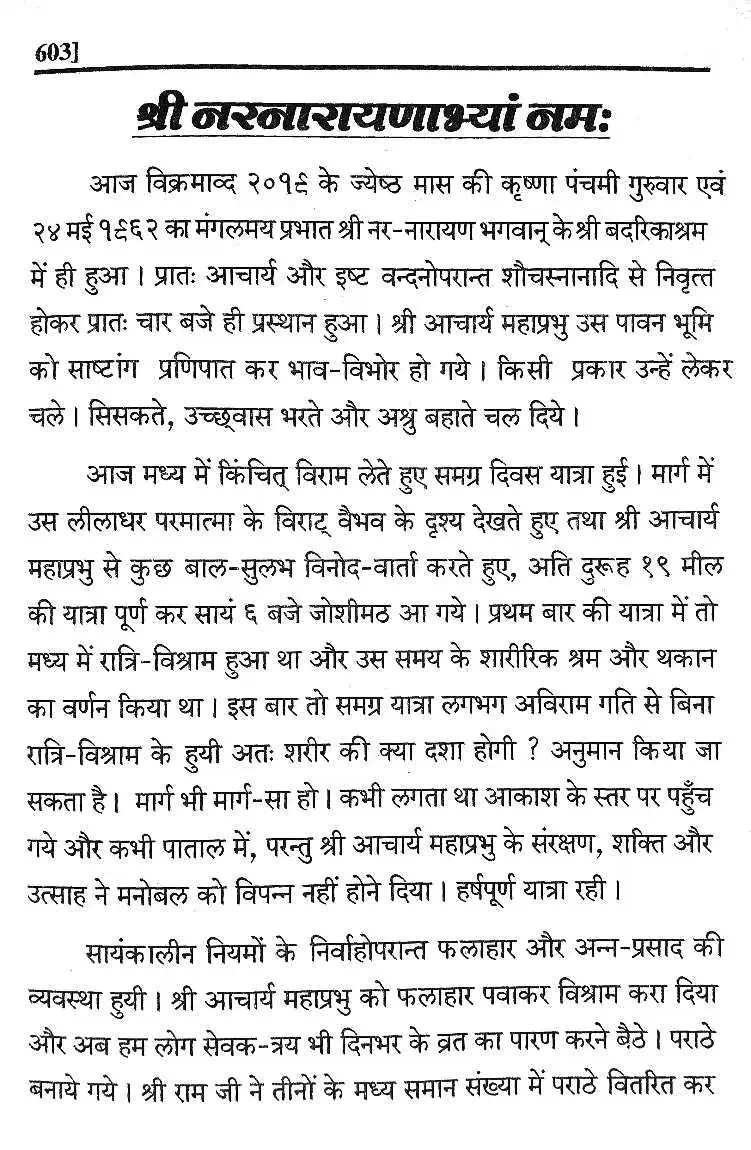 603]
श्री नरनारायणाभ्यां नमः
आज विक्रमाव्द २०१९ के ज्येष्ठ मास की कृष्णा पंचमी गुरुवार एवं
२४ मई १९६२ का मंगलमय प्रभात श्री नर-नारायण भगवान् के श्री बदरिकाश्रम
में ही हुआ । प्रातः आचार्य और इष्ट वन्दनोपरान्त शौचस्नानादि से निवृत्त
होकर प्रातः चार बजे ही प्रस्थान हुआ । श्री आचार्य महाप्रभु उस पावन भूमि
को साष्टांग प्रणिपात कर भाव-विभोर हो गये । किसी प्रकार उन्हें लेकर
चले । सिसकते, उच्छ्वास भरते और अश्रु बहाते चल दिये ।
आज मध्य में किंचित् विराम लेते हुए समग्र दिवस यात्रा हुई । मार्ग में
उस लीलाधर परमात्मा के विराट् वैभव के दृश्य देखते हुए तथा श्री आचार्य
महाप्रभु से कुछ बाल-सुलभ विनोद-वार्ता करते हुए, अति दुरूह १९ मील
की यात्रा पूर्ण कर सायं ६ बजे जोशीमठ आ गये । प्रथम बार की यात्रा में तो
मध्य में रात्रि-विश्राम हुआ था और उस समय के शारीरिक श्रम और थकान
का वर्णन किया था । इस बार तो समग्र यात्रा लगभग अविराम गति से बिना
रात्रि-विश्राम के हुयी अतः शरीर की क्या दशा होगी ? अनुमान किया जा
सकता है । मार्ग भी मार्ग-सा हो । कभी लगता था आकाश के स्तर पर पहुँच
गये और कभी पाताल में, परन्तु श्री आचार्य महाप्रभु के संरक्षण, शक्ति और
उत्साह ने मनोबल को विपन्न नहीं होने दिया । हर्षपूर्ण यात्रा रही ।
सायंकालीन नियमों के निर्वाहोपरान्त फलाहार और अन्न-प्रसाद की
व्यवस्था हुयी । श्री आचार्य महाप्रभु को फलाहार पवाकर विश्राम करा दिया
और अब हम लोग सेवक-त्रय भी दिनभर के व्रत का पारण करने बैठे । पराठे
बनाये गये । श्री राम जी ने तीनों के मध्य समान संख्या में पराठे वितरित कर